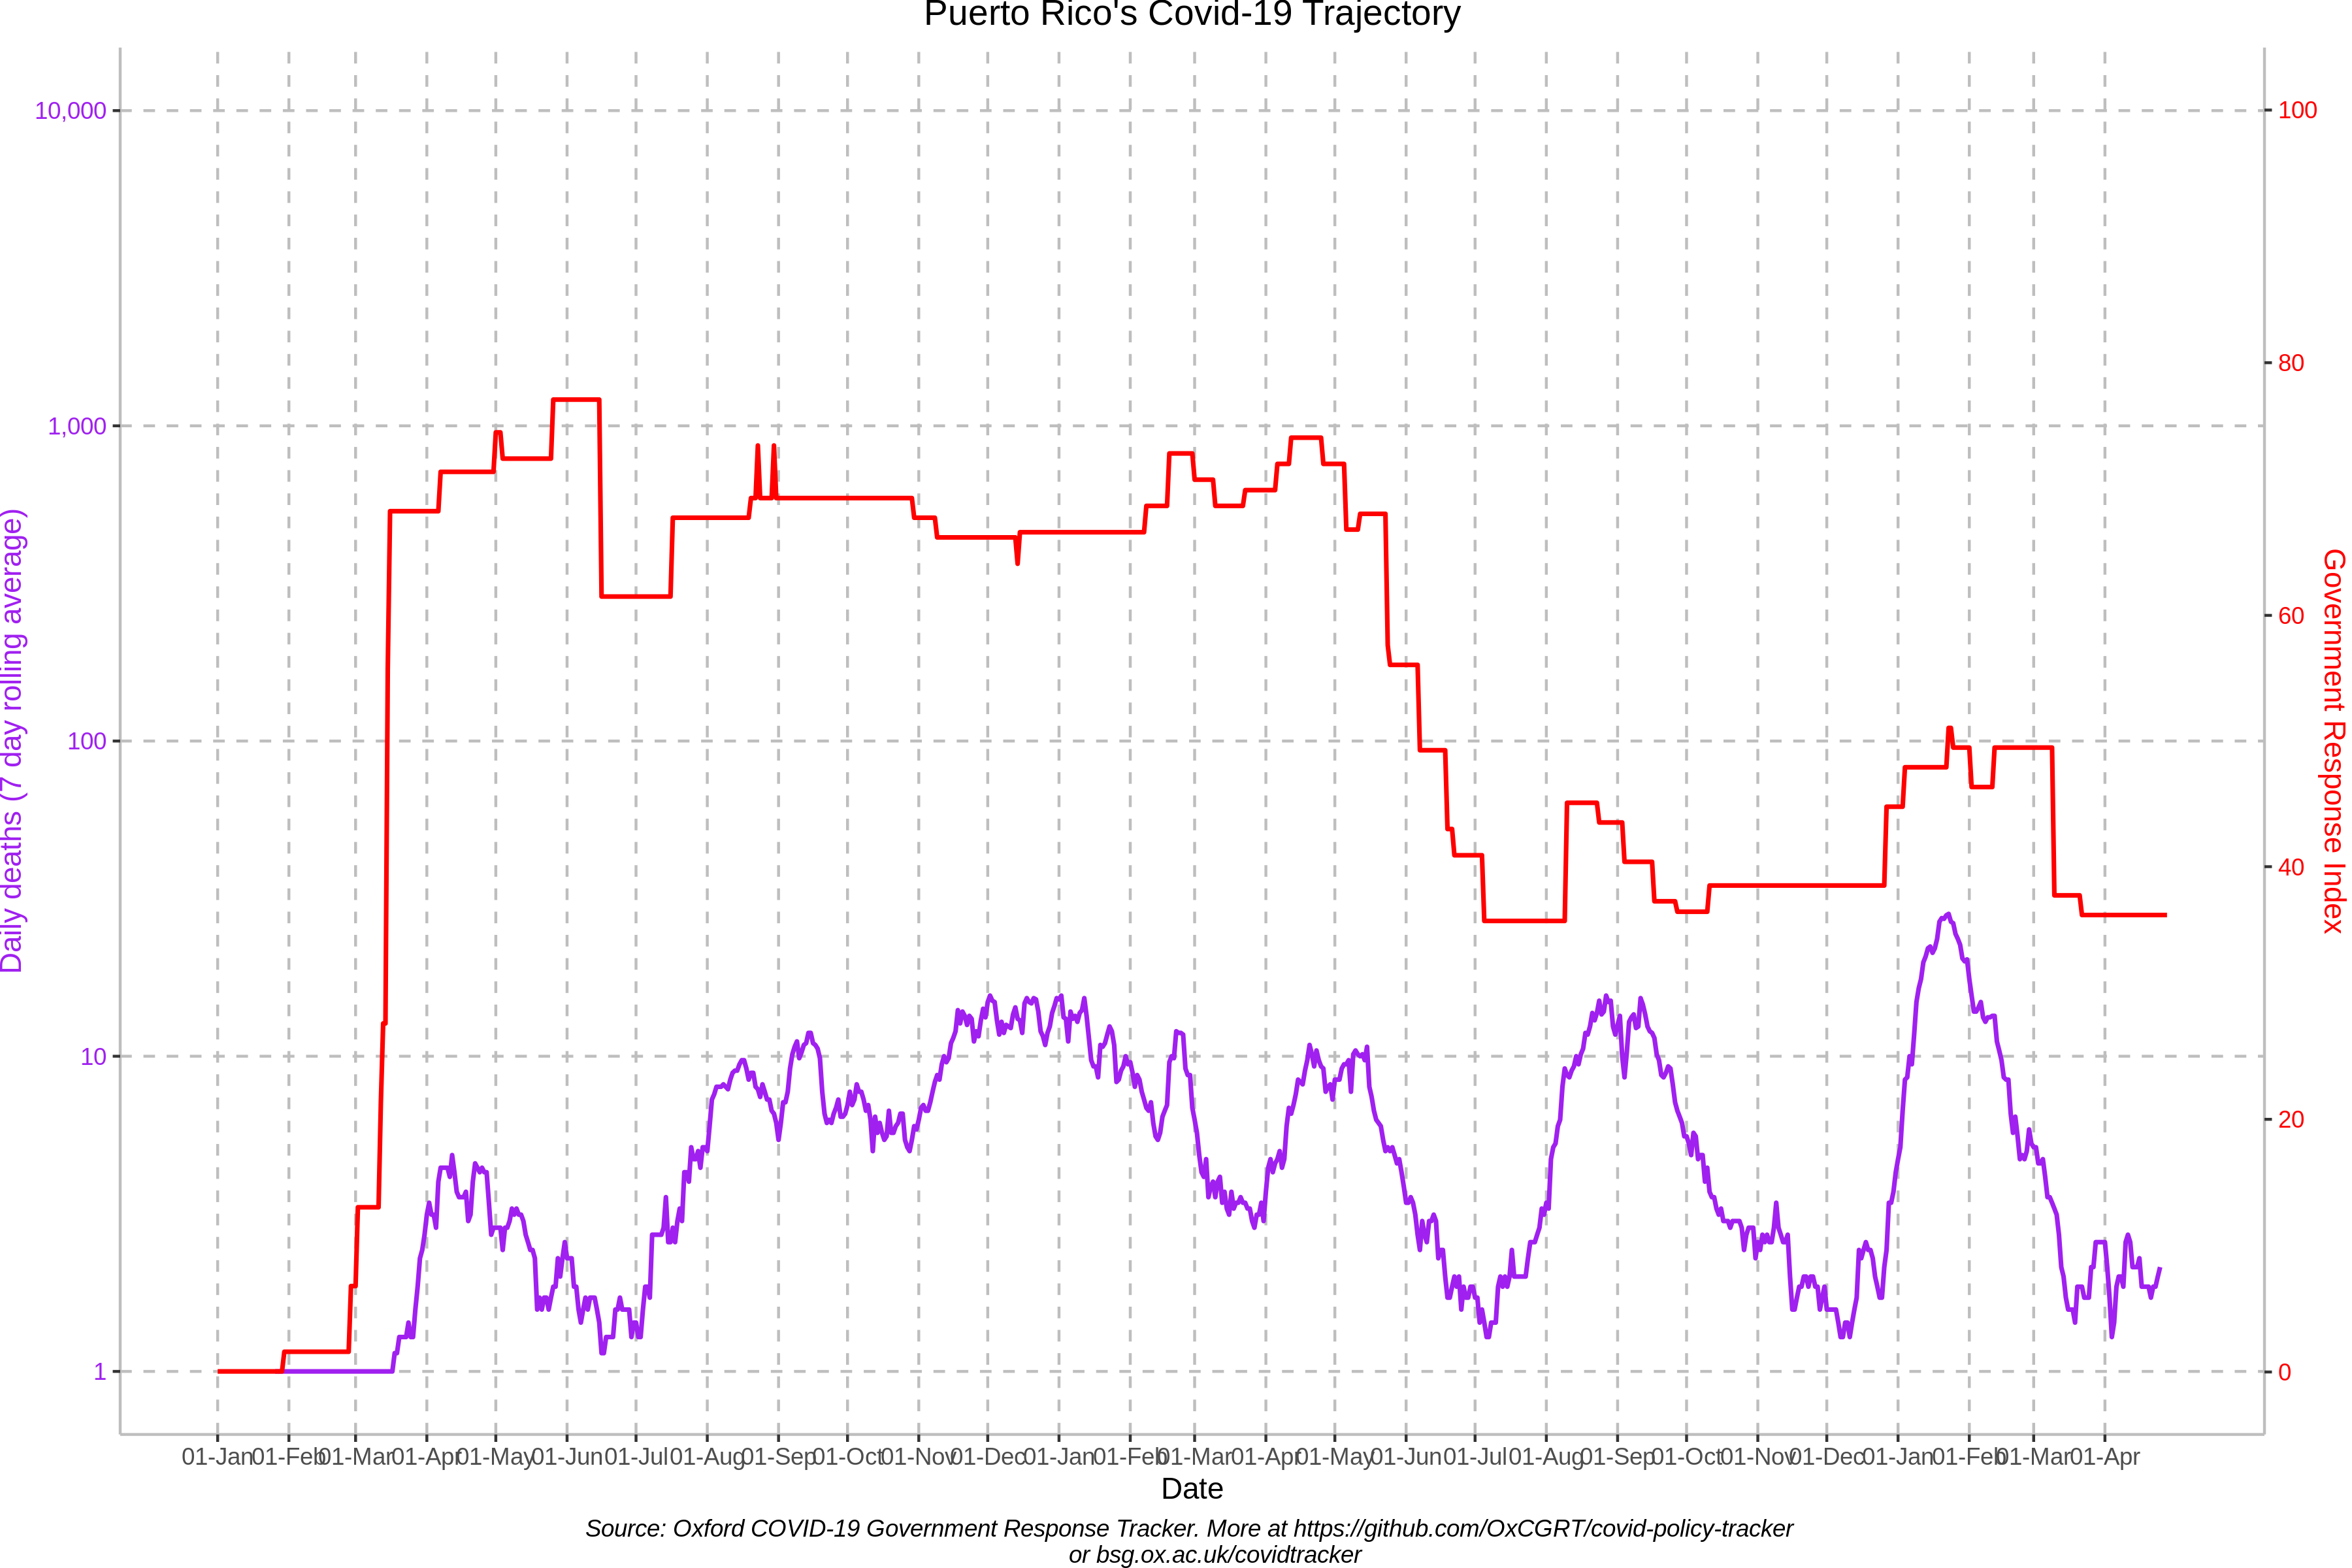 Puerto Rico's Covid-19 Trajectory
10,000
1,000
100
10
1
Daily deaths (7 day rolling average)
100
80
60
40
20
0
Government Response Index
01-Jan 01-Feb 01-Mar 01-Apr 01-May 01-Jun 01-Jul 01-Aug 01-Sep 01-Oct 01-Nov 01-Dec 01-Jan 01-Feb 01-Mar 01-Apr 01-May 01-Jun 01-Jul 01-Aug 01-Sep 01-Oct 01-Nov 01-Dec 01-Jan 01-Feb 01-Mar 01-Apr
Date
Source: Oxford COVID-19 Government Response Tracker. More at https://github.com/OxCGRT/covid-policy-tracker
or bsg.ox.ac.uk/covidtracker